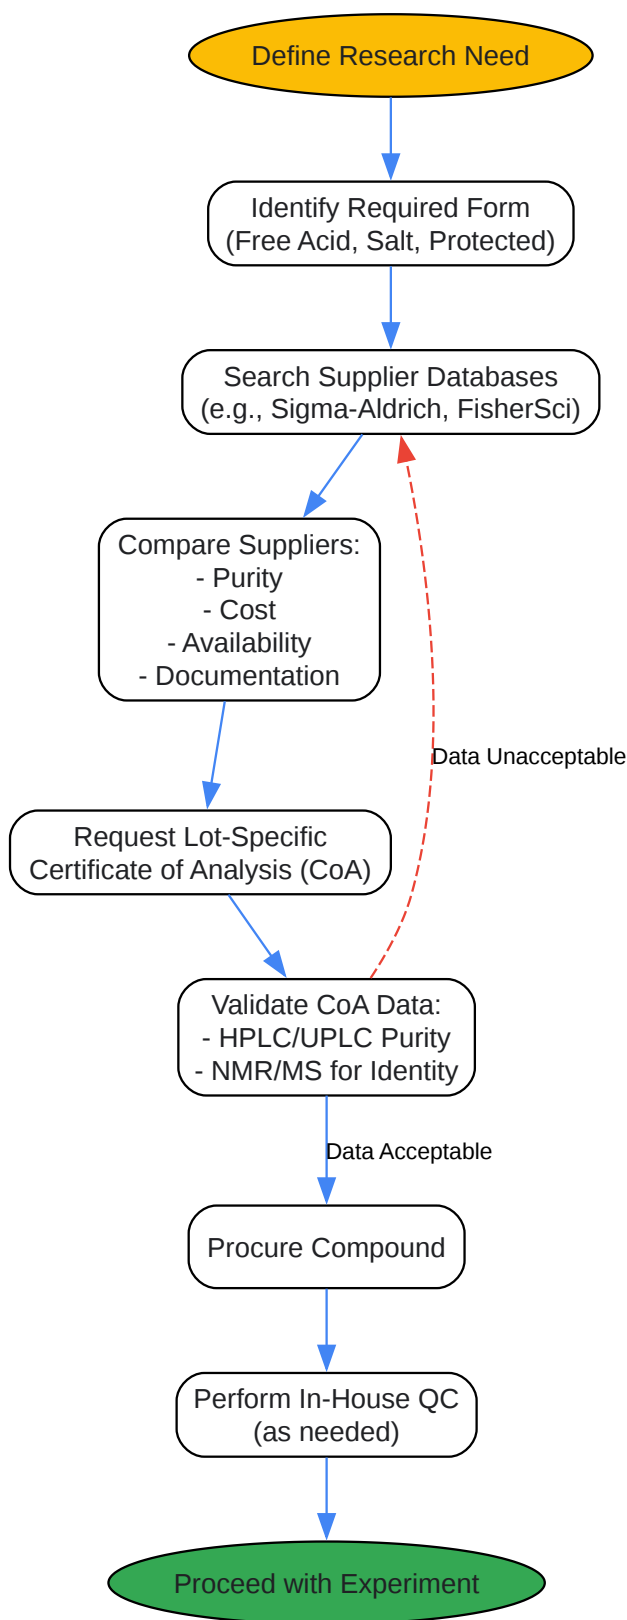 Define Research Need
Identify Required Form
(Free Acid, Salt, Protected)
Search Supplier Databases
(e.g., Sigma-Aldrich, FisherSci)
Compare Suppliers:
- Purity
- Cost
- Availability
- Documentation
Data Unacceptable
Request Lot-Specific
Certificate of Analysis (CoA)
Validate CoA Data:
- HPLC/UPLC Purity
- NMR/MS for Identity
Data Acceptable
Procure Compound
Perform In-House QC
(as needed)
Proceed with Experiment